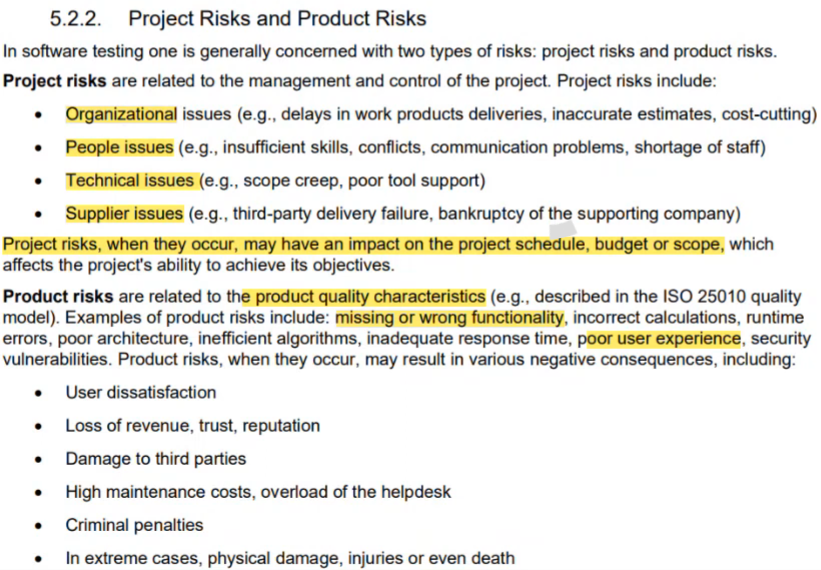 5.2.2. Project Risks and Product Risks
In software testing one is generally concerned with two types of risks: project risks and product risks.
Project risks are related to the management and control of the project. Project risks include:
• Organizational issues (e.g., delays in work products deliveries, inaccurate estimates, cost-cutting)
• People issues (e.g., insufficient skills, conflicts, communication problems, shortage of staff)
• Technical issues (e.g., scope creep, poor tool support)
• Supplier issues (e.g., third-party delivery failure, bankruptcy of the supporting company)
Project risks, when they occur, may have an impact on the project schedule, budget or scope, which
affects the project's ability to achieve its objectives.
Product risks are related to the product quality characteristics (e.g., described in the ISO 25010 quality
model). Examples of product risks include: missing or wrong functionality, incorrect calculations, runtime
errors, poor architecture, inefficient algorithms, inadequate response time, poor user experience, security
vulnerabilities. Product risks, when they occur, may result in various negative consequences, including:
• User dissatisfaction
• Loss of revenue, trust, reputation
• Damage to third parties
• High maintenance costs, overload of the helpdesk
• Criminal penalties
• In extreme cases, physical damage, injuries or even death